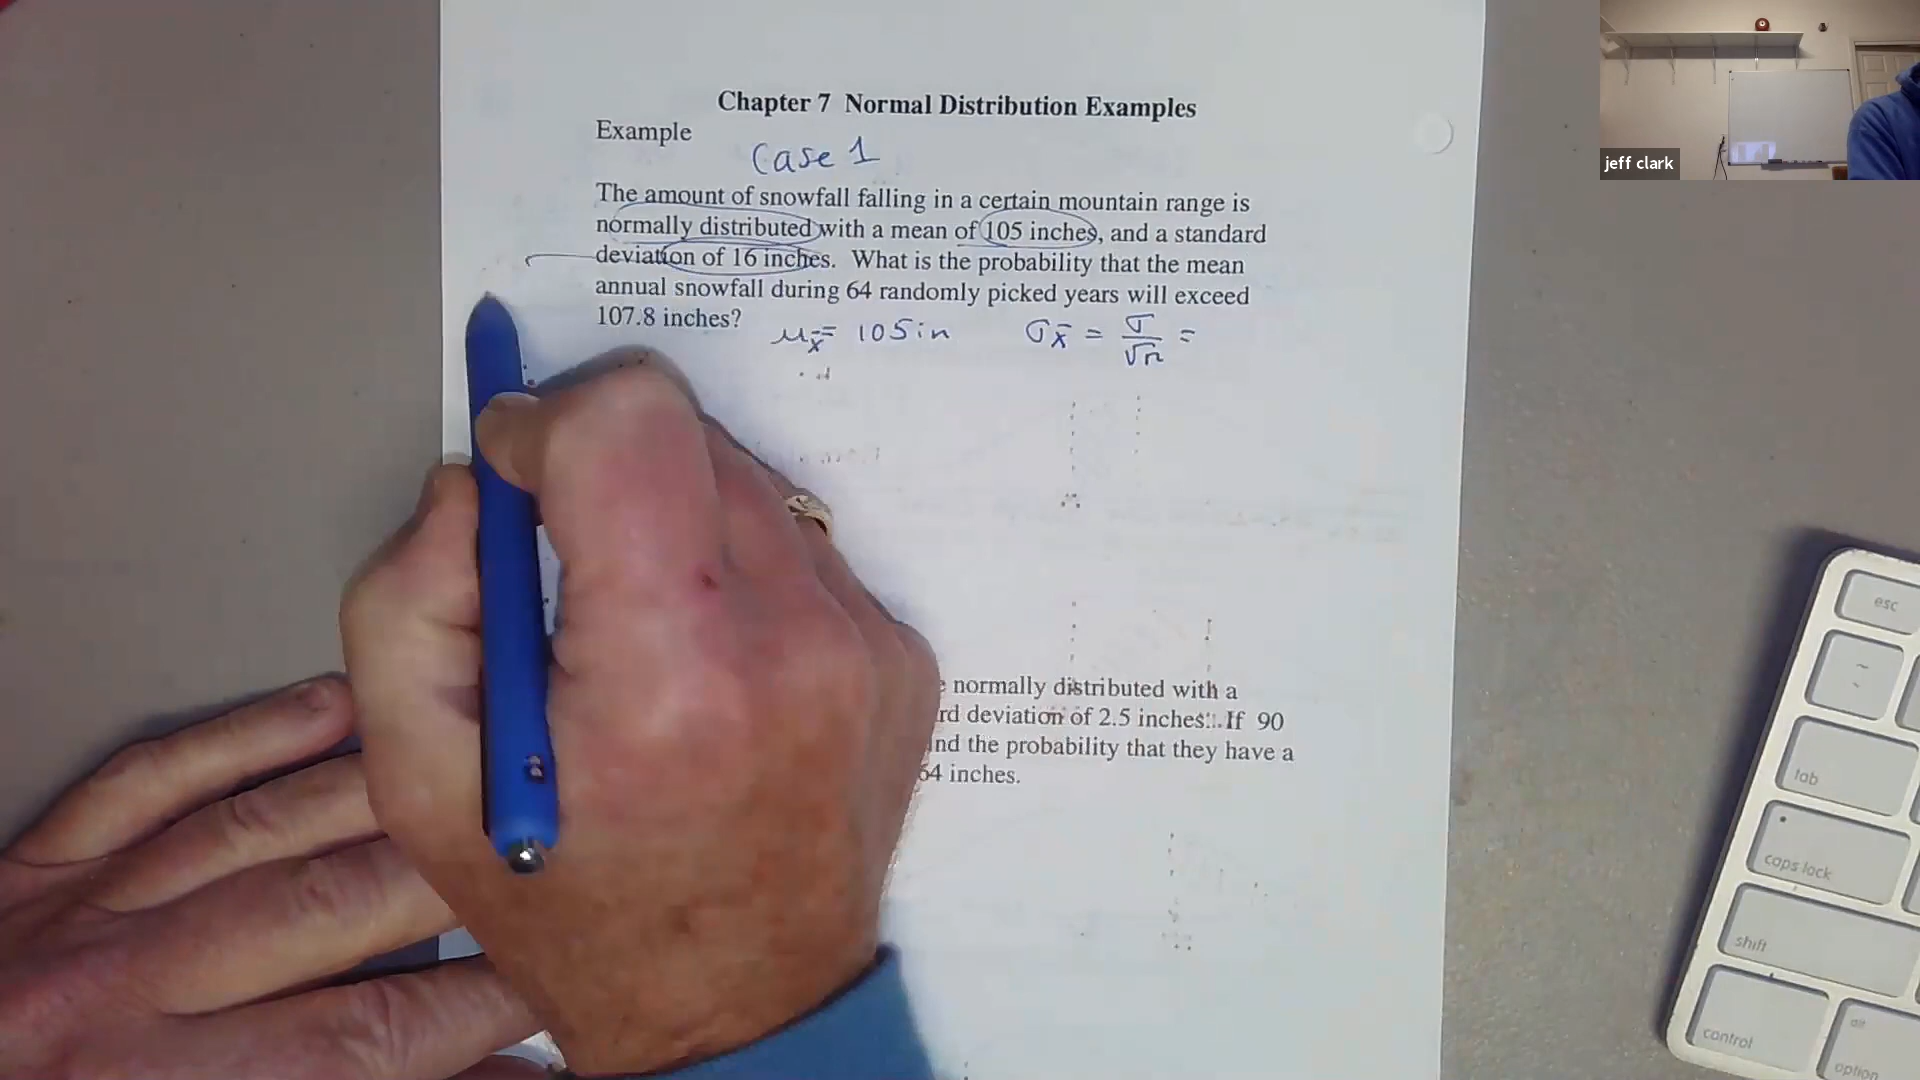 Chapter 7 Normal Distribution Examples
Example
Case 1
The amount of snowfall falling in a certain mountain range is
normally distributed with a mean of 105 inches, and a standard
deviation of 16 inches. What is the probability that the mean
annual snowfall during 64 randomly picked years will exceed
107.8 inches?
μx̄ = 105in σx̄ = σ/√n =
normally distributed with a
deviation of 2.5 inches. If 90
the probability that they have a
64 inches.
jeff clark
esc
~
tab
caps lock
shift
control
alt
option